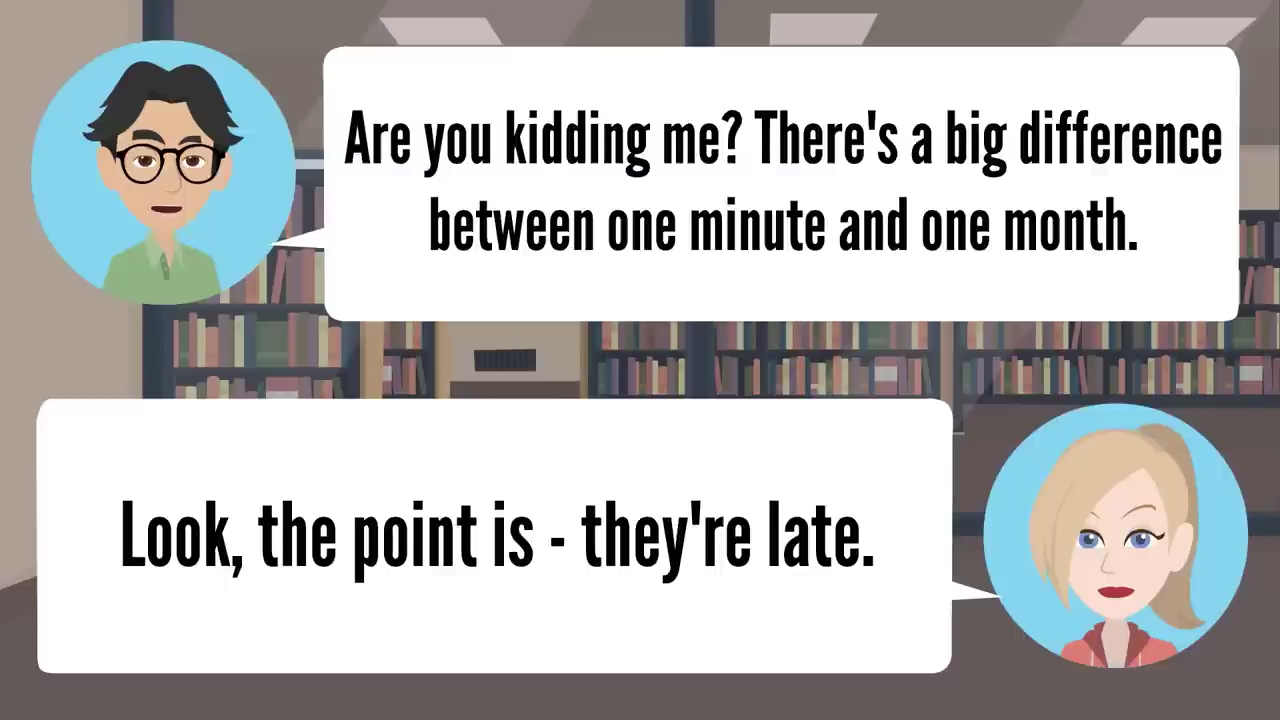 Are you kidding me? There's a big difference
between one minute and one month.
Look, the point is - they're late.